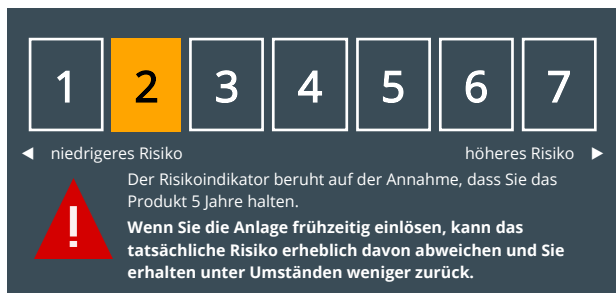 1 2 3 4 5 6 7
◄ niedrigeres Risiko höheres Risiko ►
Der Risikoindikator beruht auf der Annahme, dass Sie das
Produkt 5 Jahre halten.
Wenn Sie die Anlage frühzeitig einlösen, kann das
tatsächliche Risiko erheblich davon abweichen und Sie
erhalten unter Umständen weniger zurück.
!